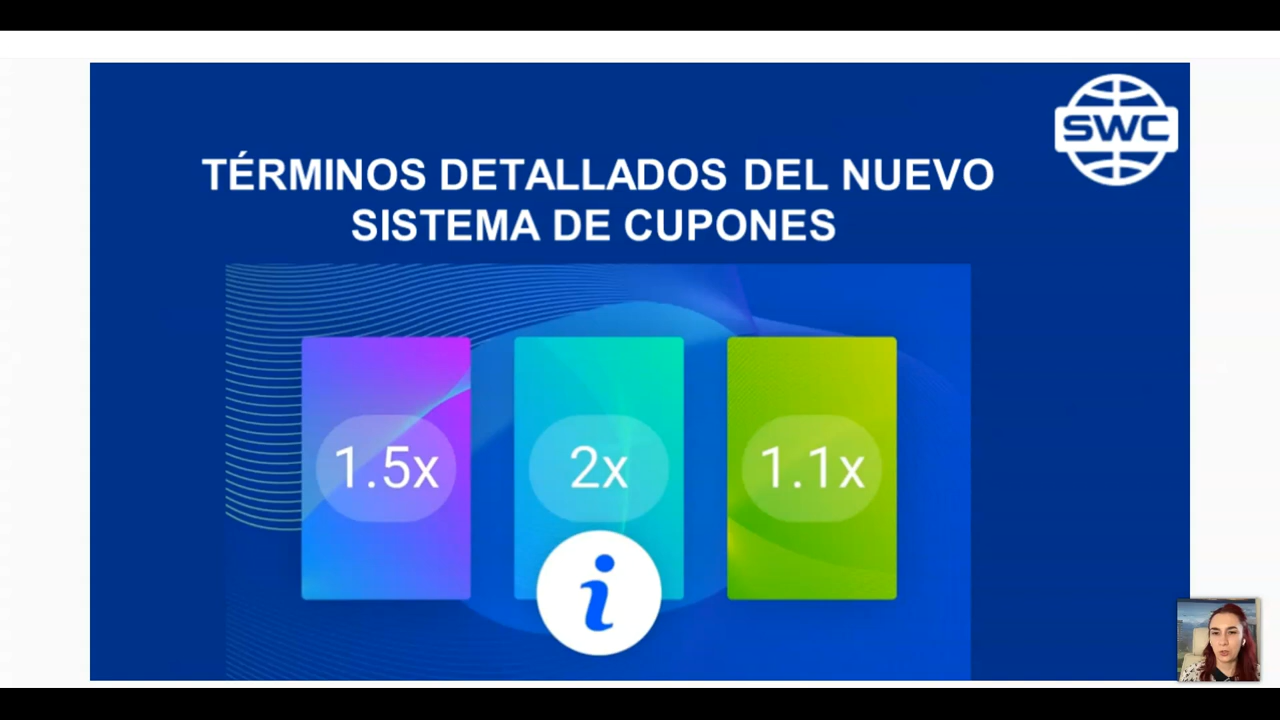 SWC
TÉRMINOS DETALLADOS DEL NUEVO
SISTEMA DE CUPONES
1.5x
2x
1.1x
i